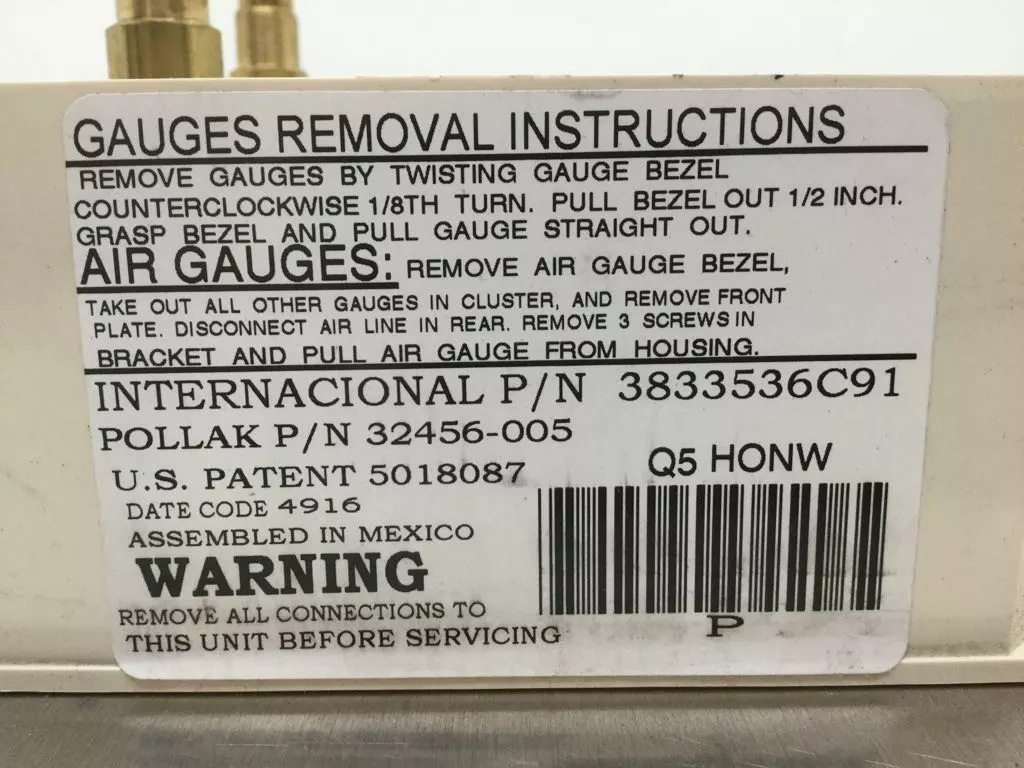 GAUGES REMOVAL INSTRUCTIONS
REMOVE GAUGES BY TWISTING GAUGE BEZEL
COUNTERCLOCKWISE 1/8TH TURN. PULL BEZEL OUT 1/2 INCH.
GRASP BEZEL AND PULL GAUGE STRAIGHT OUT.
AIR GAUGES: REMOVE AIR GAUGE BEZEL,
TAKE OUT ALL OTHER GAUGES IN CLUSTER, AND REMOVE FRONT
PLATE. DISCONNECT AIR LINE IN REAR. REMOVE 3 SCREWS IN
BRACKET AND PULL AIR GAUGE FROM HOUSING.
INTERNACIONAL P/N 3833536C91
POLLAK P/N 32456-005
U.S. PATENT 5018087
Q5 HONW
DATE CODE 4916
ASSEMBLED IN MEXICO
WARNING
REMOVE ALL CONNECTIONS TO
THIS UNIT BEFORE SERVICING
P